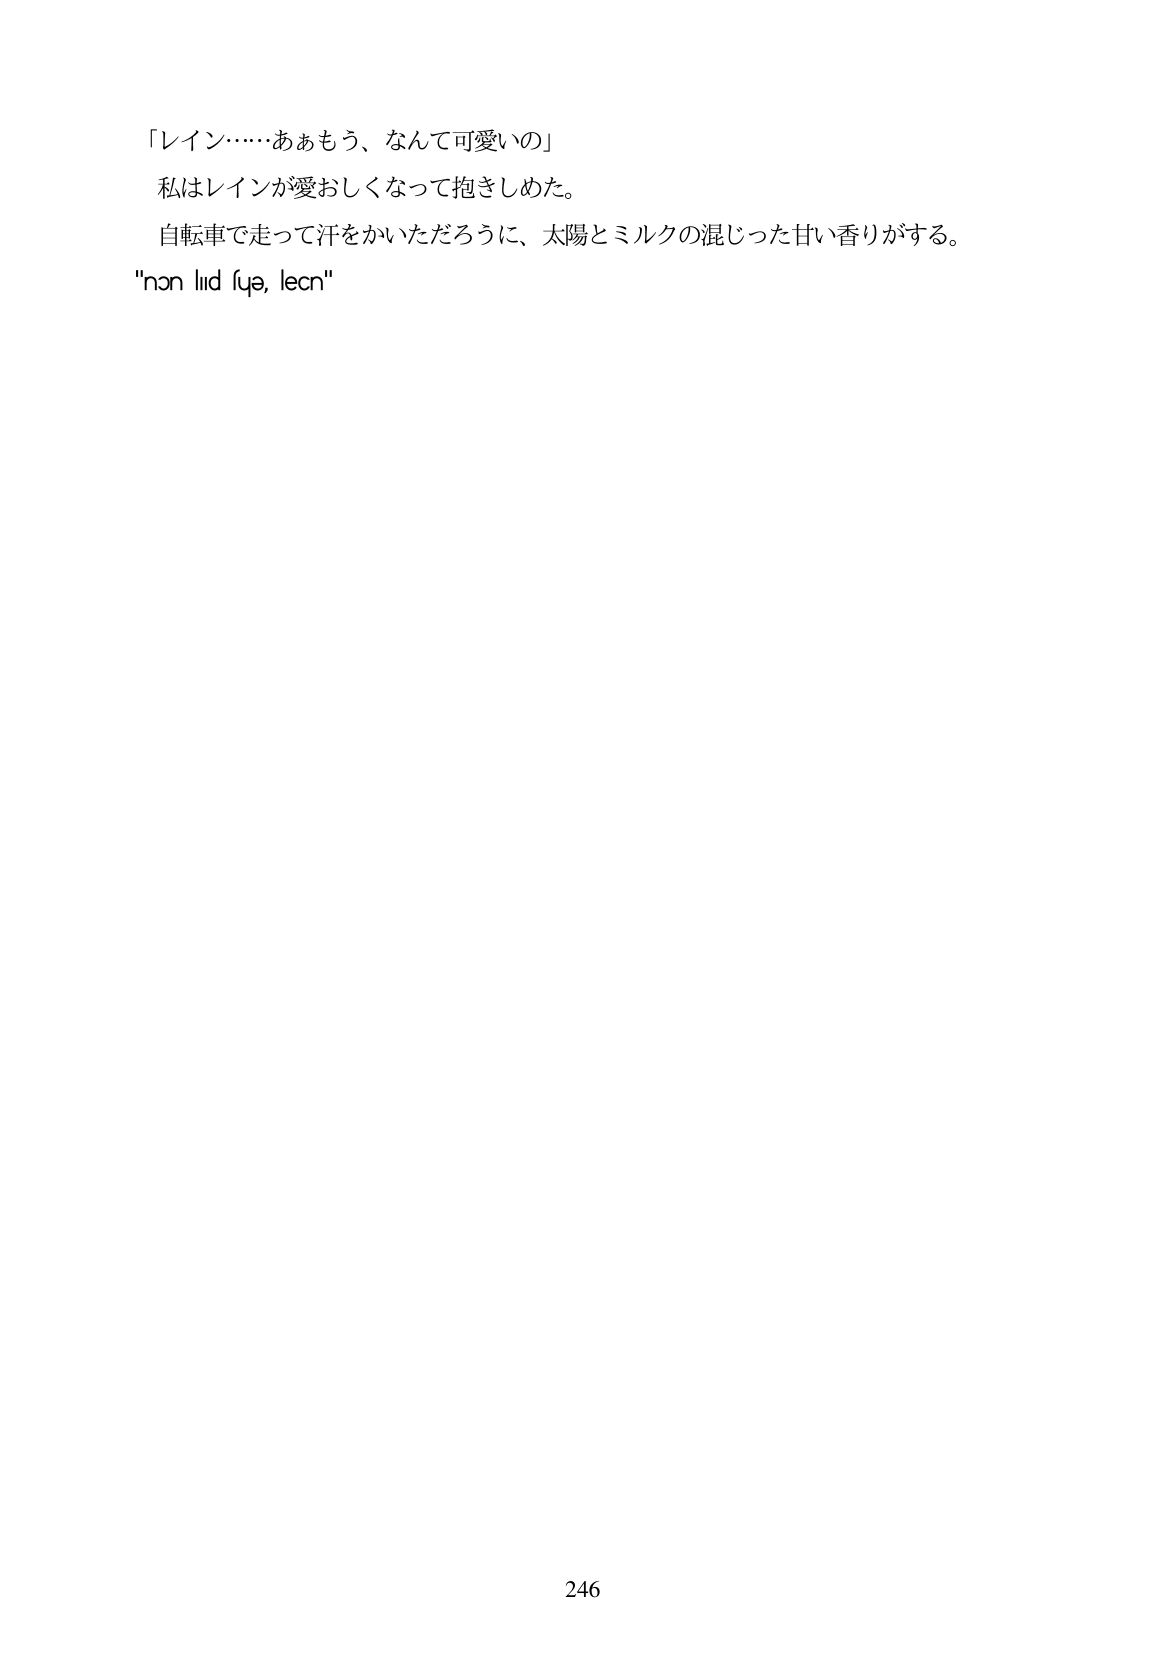 「レイン……あぁもう、なんて可愛いの」
私はレインが愛おしくなって抱きしめた。
自転車で走って汗をかいただろうに、太陽とミルクの混じった甘い香りがする。
"nɔn lııd ʃyə, lecn"
246